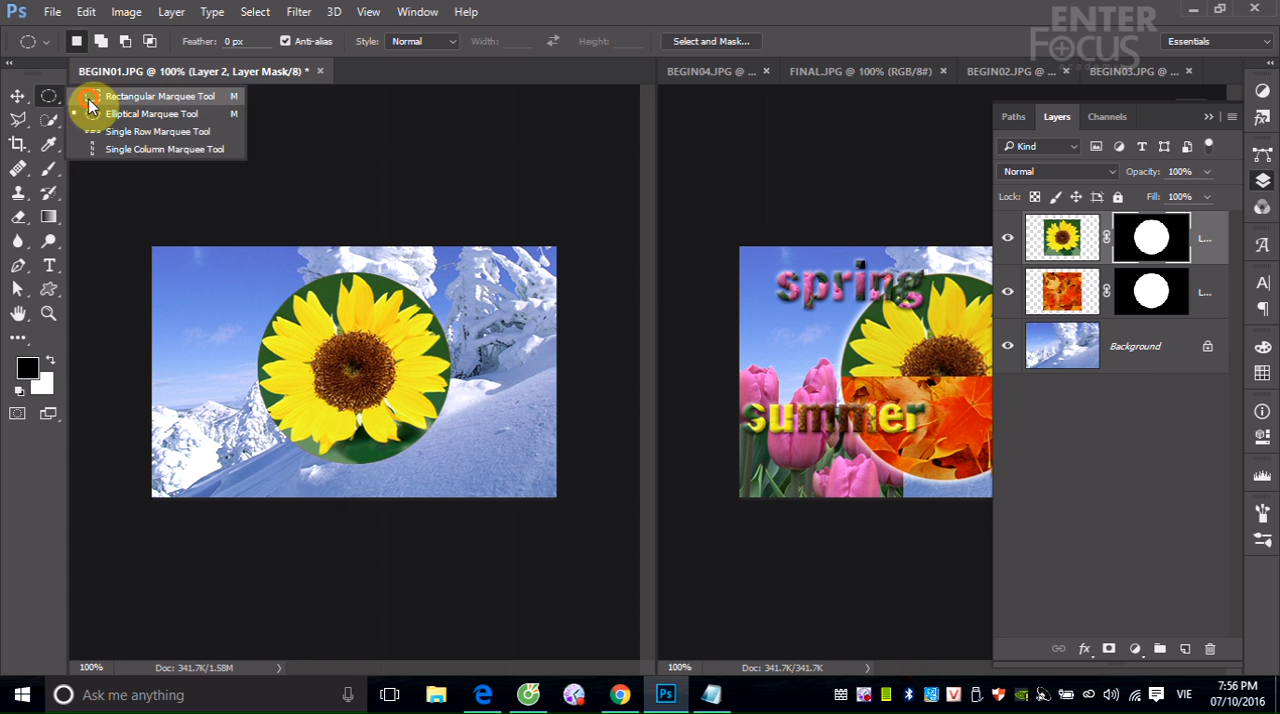 Ps File Edit Image Layer Type Select Filter 3D View Window Help
ENTER
FOCUS
Feather: 0 px Anti-alias Style: Normal Width: Height: Select and Mask... Essentials
BEGIN01.JPG @ 100% (Layer 2, Layer Mask/8) * × BEGIN04.JPG @ ... × FINAL.JPG @ 100% (RGB/8#) × BEGIN02.JPG @ ... × BEGIN03.JPG @ ... ×
Rectangular Marquee Tool M
Elliptical Marquee Tool M
Single Row Marquee Tool
Single Column Marquee Tool
Paths Layers Channels
Kind
Normal Opacity: 100%
Lock: Fill: 100%
L...
L...
Background
spring
summer
100% Doc: 341.7K/1.58M
100% Doc: 341.7K/341.7K
Ask me anything
VIE
7:56 PM
07/10/2016